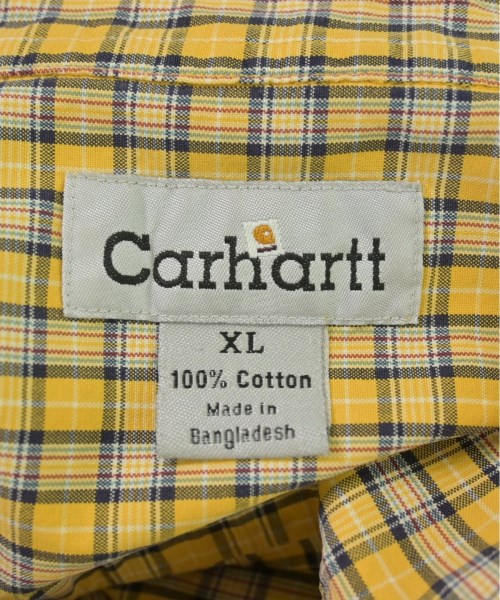 Carhartt
XL
100% Cotton
Made in
Bangladesh